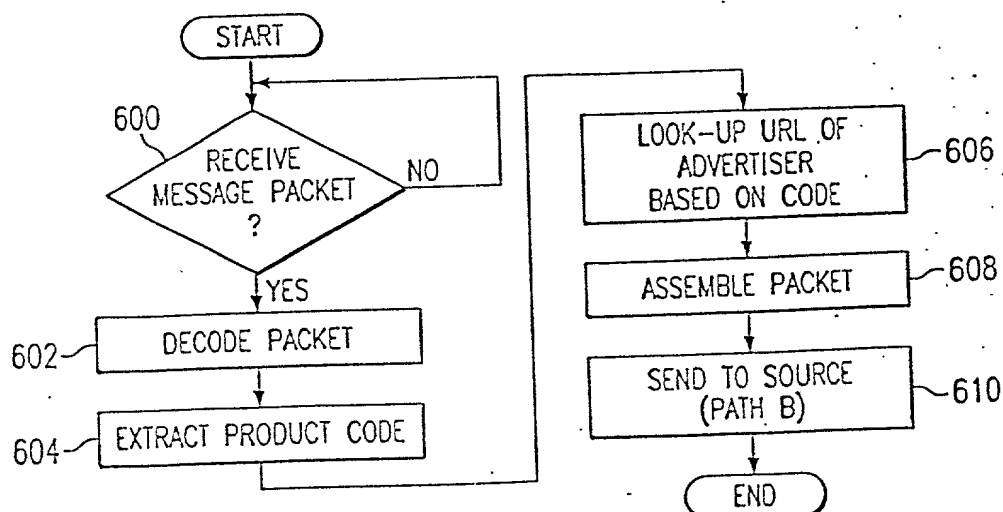 START
600
RECEIVE
MESSAGE PACKET
?
NO
YES
602
DECODE PACKET
604
EXTRACT PRODUCT CODE
LOOK-UP URL OF
ADVERTISER
BASED ON CODE
606
ASSEMBLE PACKET
608
SEND TO SOURCE
(PATH B)
610
END